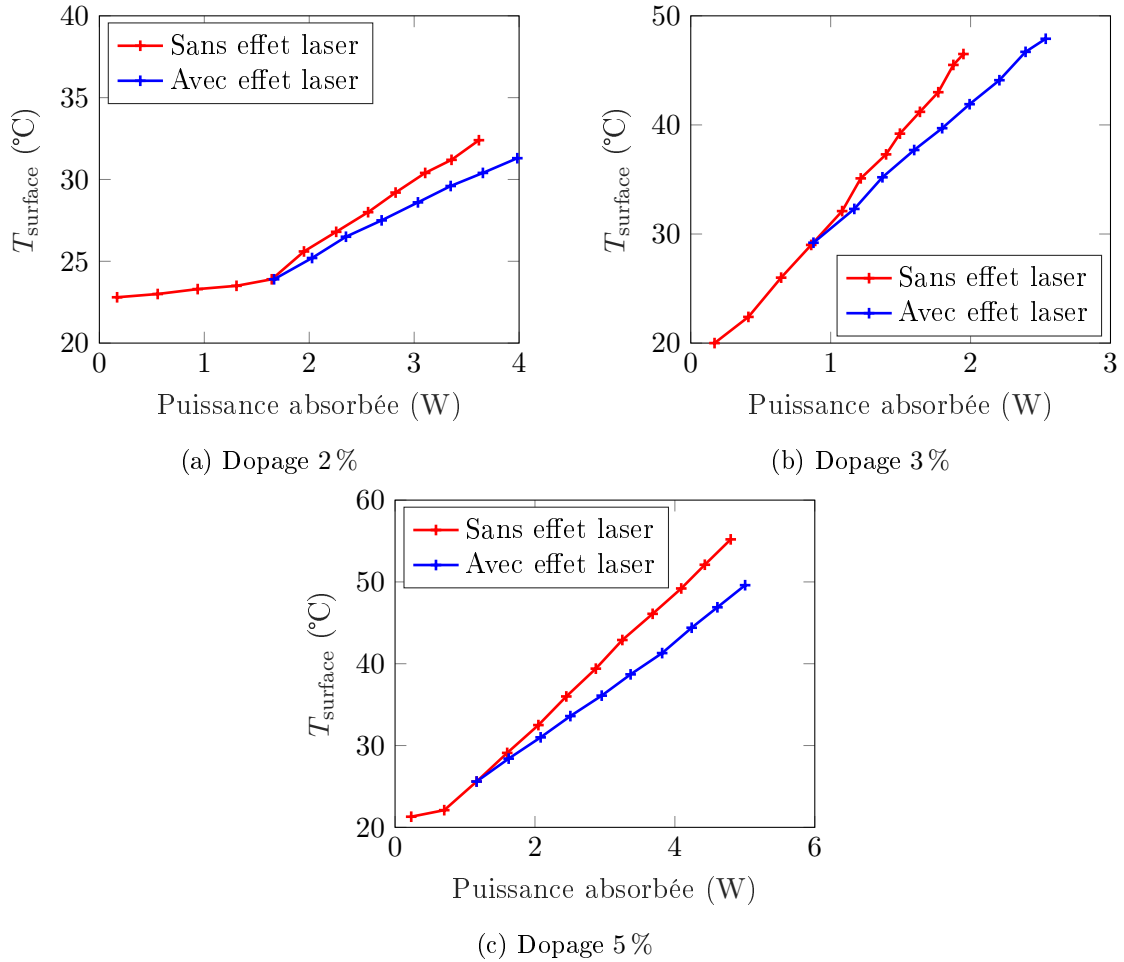 40
35
30
25
20
T_surface (°C)
0 1 2 3 4
Puissance absorbée (W)
Sans effet laser
Avec effet laser
(a) Dopage 2 %
50
40
30
20
T_surface (°C)
0 1 2 3
Puissance absorbée (W)
Sans effet laser
Avec effet laser
(b) Dopage 3 %
60
50
40
30
20
T_surface (°C)
0 2 4 6
Puissance absorbée (W)
Sans effet laser
Avec effet laser
(c) Dopage 5 %